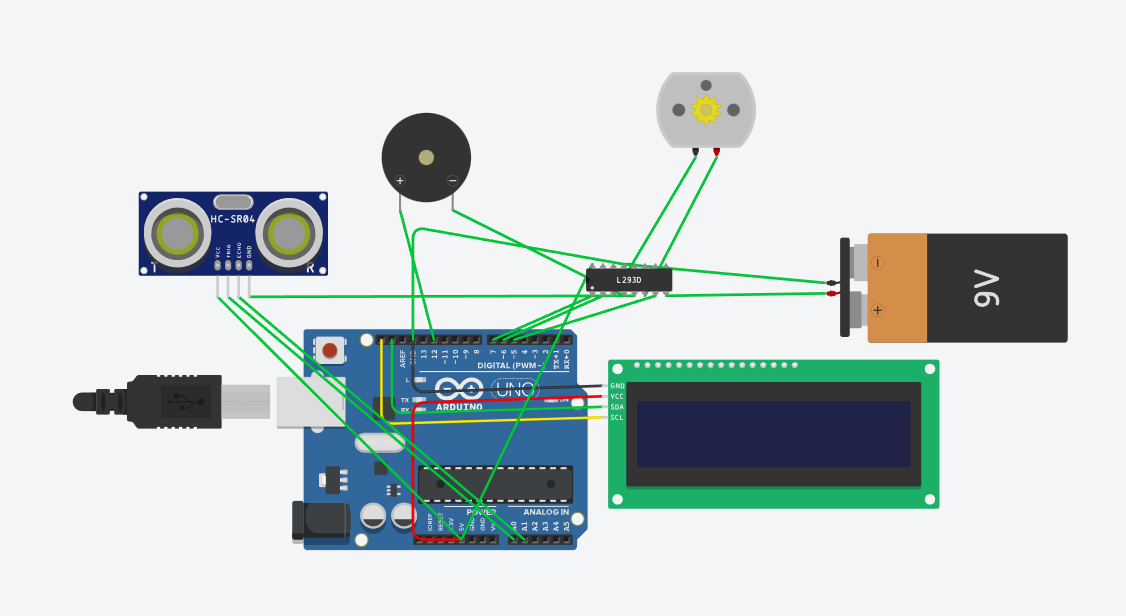 HC-SR04
VCC
TRIG
ECHO
GND
T
R
+
−
L293D
−
+
9V
AREF
13
12
~11
~10
~9
8
7
~6
~5
4
~3
2
TX→1
RX←0
DIGITAL (PWM ~)
L
TX
RX
ARDUINO
UNO
ON
GND
VCC
SDA
SCL
POWER
ANALOG IN
IOREF
RESET
3.3V
5V
GND
GND
A0
A1
A2
A3
A4
A5